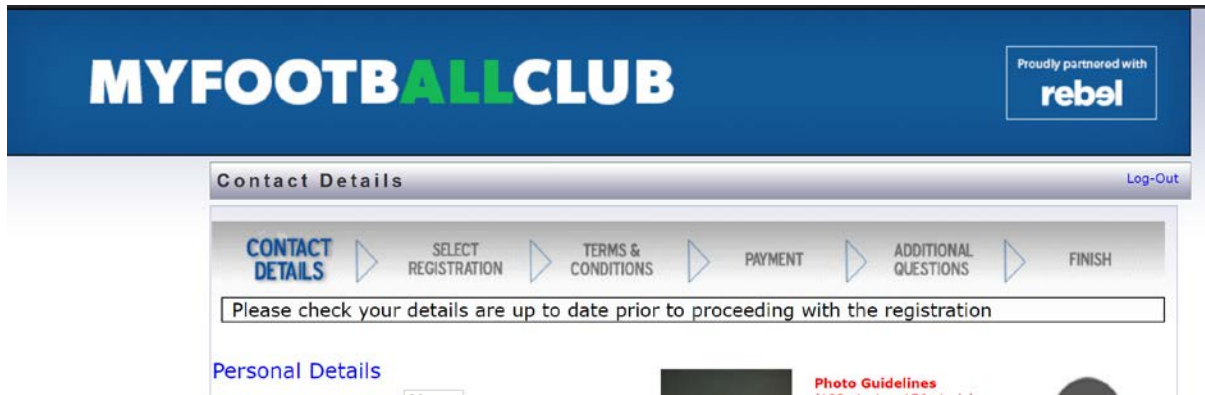 MYFOOTBALLCLUB
Proudly partnered with
rebel
Contact Details
Log-Out
CONTACT DETAILS
SELECT REGISTRATION
TERMS & CONDITIONS
PAYMENT
ADDITIONAL QUESTIONS
FINISH
Please check your details are up to date prior to proceeding with the registration
Personal Details
Photo Guidelines